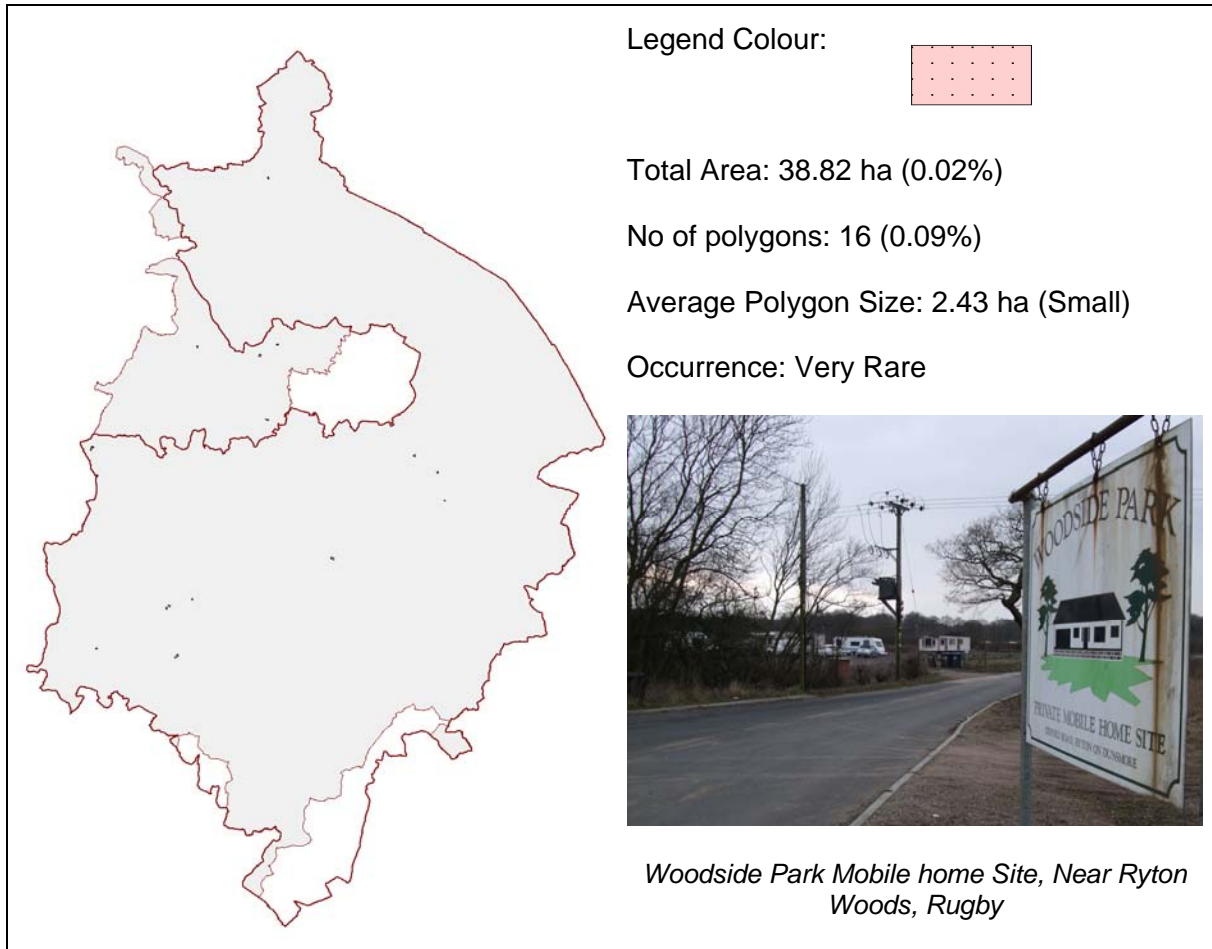 Legend Colour:
Total Area: 38.82 ha (0.02%)
No of polygons: 16 (0.09%)
Average Polygon Size: 2.43 ha (Small)
Occurrence: Very Rare
WOODSIDE PARK
PRIVATE MOBILE HOME SITE
RYTON ON DUNSMORE
Woodside Park Mobile home Site, Near Ryton
Woods, Rugby